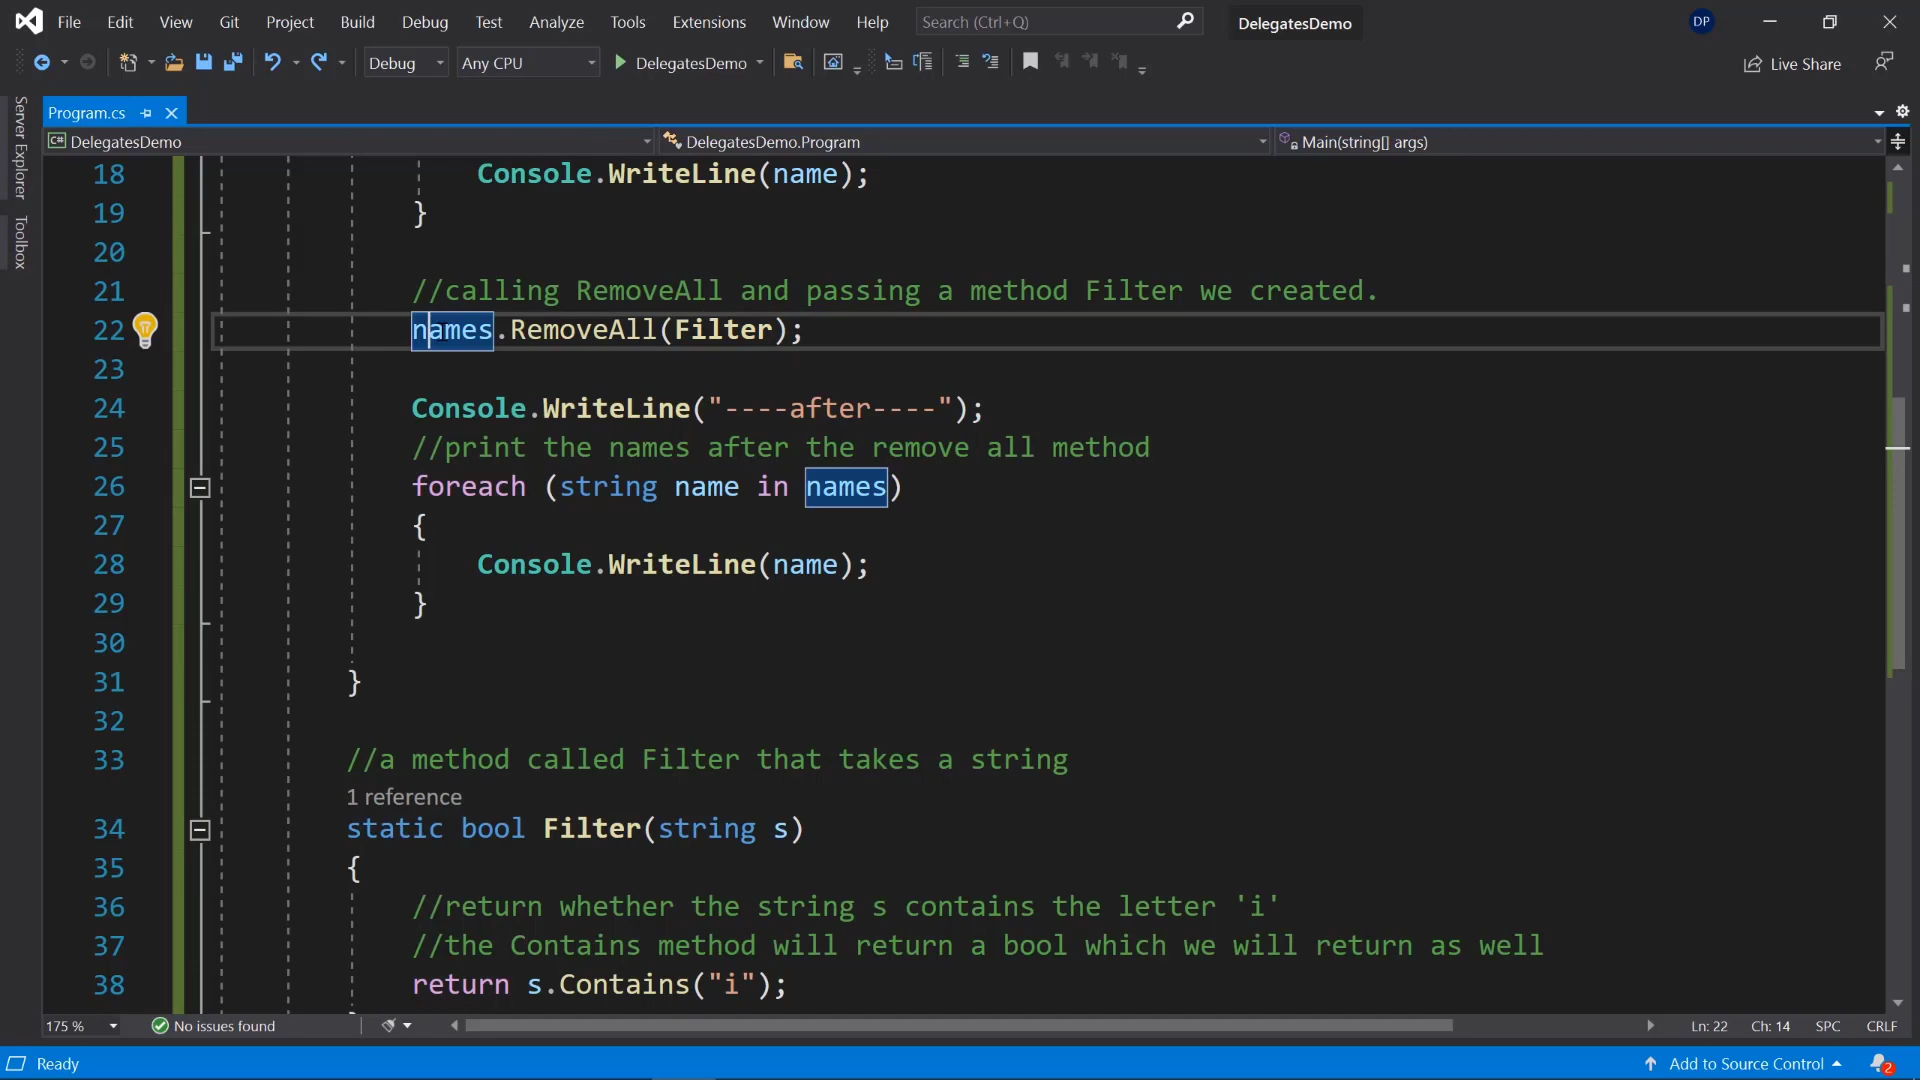 File Edit View Git Project Build Debug Test Analyze Tools Extensions Window Help Search (Ctrl+Q) DelegatesDemo DP
Debug Any CPU DelegatesDemo Live Share
Server Explorer
Toolbox
Program.cs
C# DelegatesDemo DelegatesDemo.Program Main(string[] args)
18 Console.WriteLine(name);
19 }
20
21 //calling RemoveAll and passing a method Filter we created.
22 names.RemoveAll(Filter);
23
24 Console.WriteLine("----after----");
25 //print the names after the remove all method
26 foreach (string name in names)
27 {
28 Console.WriteLine(name);
29 }
30
31 }
32
33 //a method called Filter that takes a string
1 reference
34 static bool Filter(string s)
35 {
36 //return whether the string s contains the letter 'i'
37 //the Contains method will return a bool which we will return as well
38 return s.Contains("i");
175 % No issues found Ln: 22 Ch: 14 SPC CRLF
Ready Add to Source Control 2